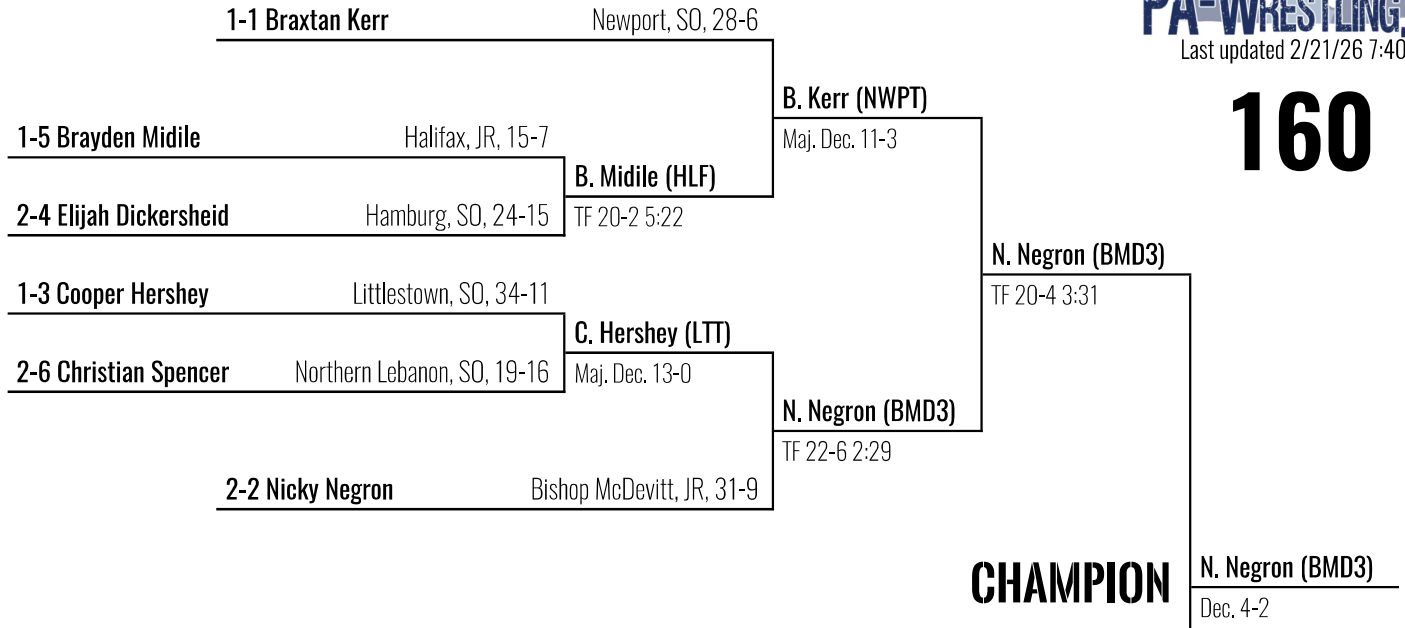 1-1 Braxtan Kerr Newport, SO, 28-6
PA-WRESTLING.
Last updated 2/21/26 7:40
160
B. Kerr (NWPT)
Maj. Dec. 11-3
1-5 Brayden Midile Halifax, JR, 15-7
B. Midile (HLF)
2-4 Elijah Dickersheid Hamburg, SO, 24-15
TF 20-2 5:22
N. Negron (BMD3)
TF 20-4 3:31
1-3 Cooper Hershey Littlestown, SO, 34-11
C. Hershey (LTT)
2-6 Christian Spencer Northern Lebanon, SO, 19-16
Maj. Dec. 13-0
N. Negron (BMD3)
TF 22-6 2:29
2-2 Nicky Negron Bishop McDevitt, JR, 31-9
CHAMPION
N. Negron (BMD3)
Dec. 4-2